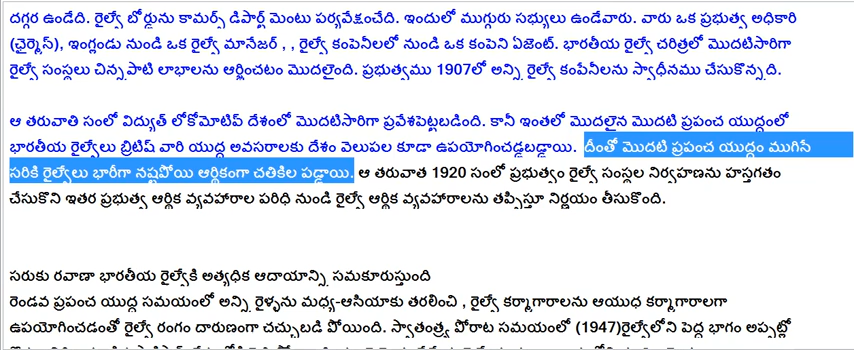 దగ్గర ఉండేది. రైల్వే బోర్డును కామర్స్ డిపార్ట్ మెంటు పర్యవేక్షంచేది. ఇందులో ముగ్గురు సభ్యులు ఉండేవారు. వారు ఒక ప్రభుత్వ అధికారి
(ఛైర్మెన్), ఇంగ్లండు నుండి ఒక రైల్వే మానేజర్ , , రైల్వే కంపెనీలలో నుండి ఒక కంపెని ఏజెంట్. భారతీయ రైల్వే చరిత్రలో మొదటిసారిగా
రైల్వే సంస్థలు చిన్నపాటి లాభాలను ఆర్జించటం మొదలైంది. ప్రభుత్వము 1907లో అన్ని రైల్వే కంపేనీలను స్వాధీనము చేసుకొన్నది.
ఆ తరువాతి సంలో విద్యుత్ లోకోమోటివ్ దేశంలో మొదటిసారిగా ప్రవేశపెట్టబడింది. కానీ ఇంతలో మొదలైన మొదటి ప్రపంచ యుద్ధంలో
భారతీయ రైల్వేలు బ్రిటిష్ వారి యుద్ధ అవసరాలకు దేశం వెలుపల కూడా ఉపయోగించడ్డబడ్డాయి. దీంతో మొదటి ప్రపంచ యుద్దం ముగిసే
సరికి రైల్వేలు భారీగా నష్టపోయి ఆర్థికంగా చతికిల పడ్డాయి. ఆ తరువాత 1920 సంలో ప్రభుత్వం రైల్వే సంస్థల నిర్వహణను హస్తగతం
చేసుకొని ఇతర ప్రభుత్వ ఆర్థిక వ్యవహారాల పరిధి నుండి రైల్వే ఆర్థిక వ్యవహారాలను తప్పిస్తూ నిర్ణయం తీసుకొంది.
సరుకు రవాణా భారతీయ రైల్వేకి అత్యధిక ఆదాయాన్ని సమకూరుస్తుంది
రెండవ ప్రపంచ యుద్ధ సమయంలో అన్ని రైళ్ళను మధ్య-ఆసియాకు తరలించి , రైల్వే కర్మాగారాలను ఆయుధ కర్మాగారాలగా
ఉపయోగించడంతో రైల్వే రంగం దారుణంగా చచ్చుబడి పోయింది. స్వాతంత్ర్య పోరాట సమయంలో (1947)రైల్వేలోని పెద్ద భాగం అప్పట్లో